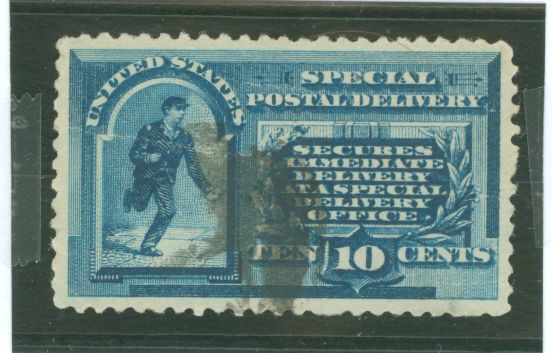 UNITED STATES
SPECIAL
POSTAL DELIVERY
SECURES
IMMEDIATE
DELIVERY
AT A SPECIAL
DELIVERY
OFFICE.
TEN 10 CENTS